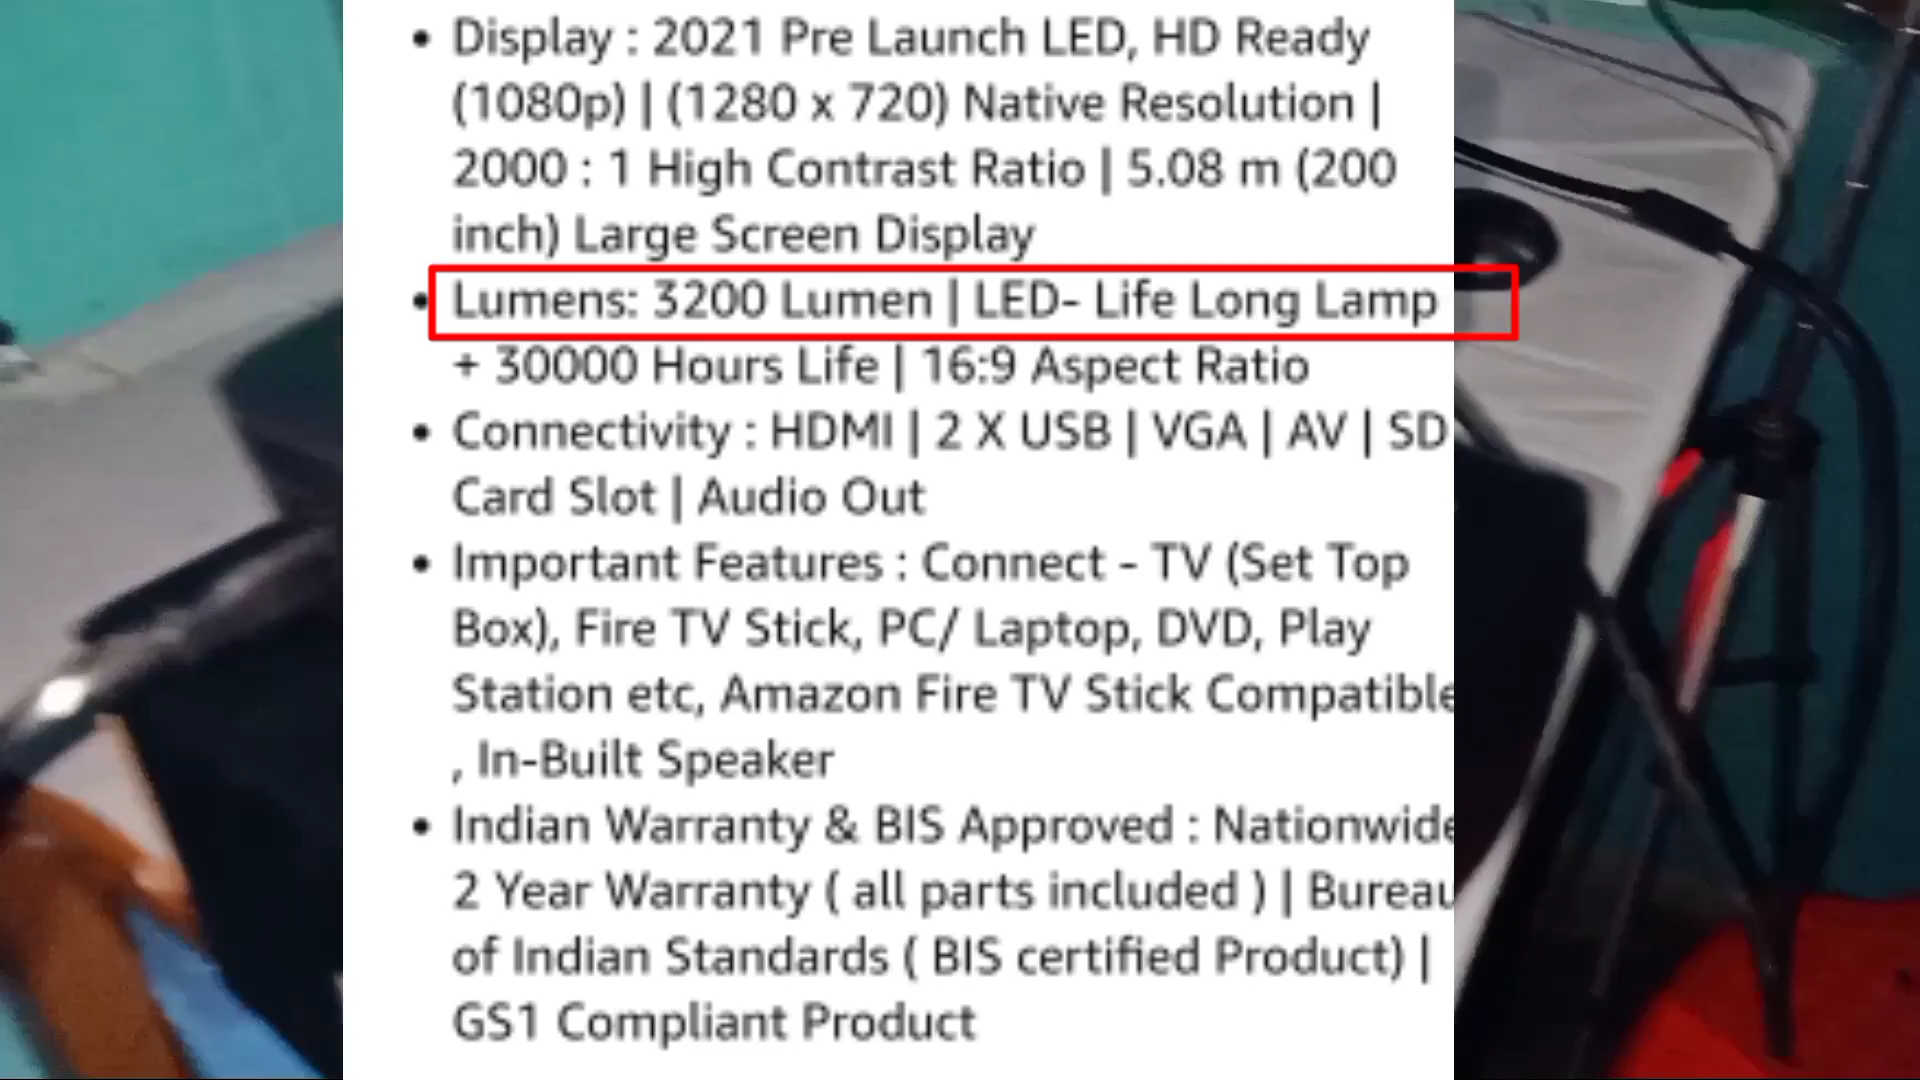 • Display : 2021 Pre Launch LED, HD Ready
(1080p) | (1280 x 720) Native Resolution |
2000 : 1 High Contrast Ratio | 5.08 m (200
inch) Large Screen Display
• Lumens: 3200 Lumen | LED- Life Long Lamp
+ 30000 Hours Life | 16:9 Aspect Ratio
• Connectivity : HDMI | 2 X USB | VGA | AV | SD
Card Slot | Audio Out
• Important Features : Connect - TV (Set Top
Box), Fire TV Stick, PC/ Laptop, DVD, Play
Station etc, Amazon Fire TV Stick Compatible
, In-Built Speaker
• Indian Warranty & BIS Approved : Nationwide
2 Year Warranty ( all parts included ) | Bureau
of Indian Standards ( BIS certified Product) |
GS1 Compliant Product